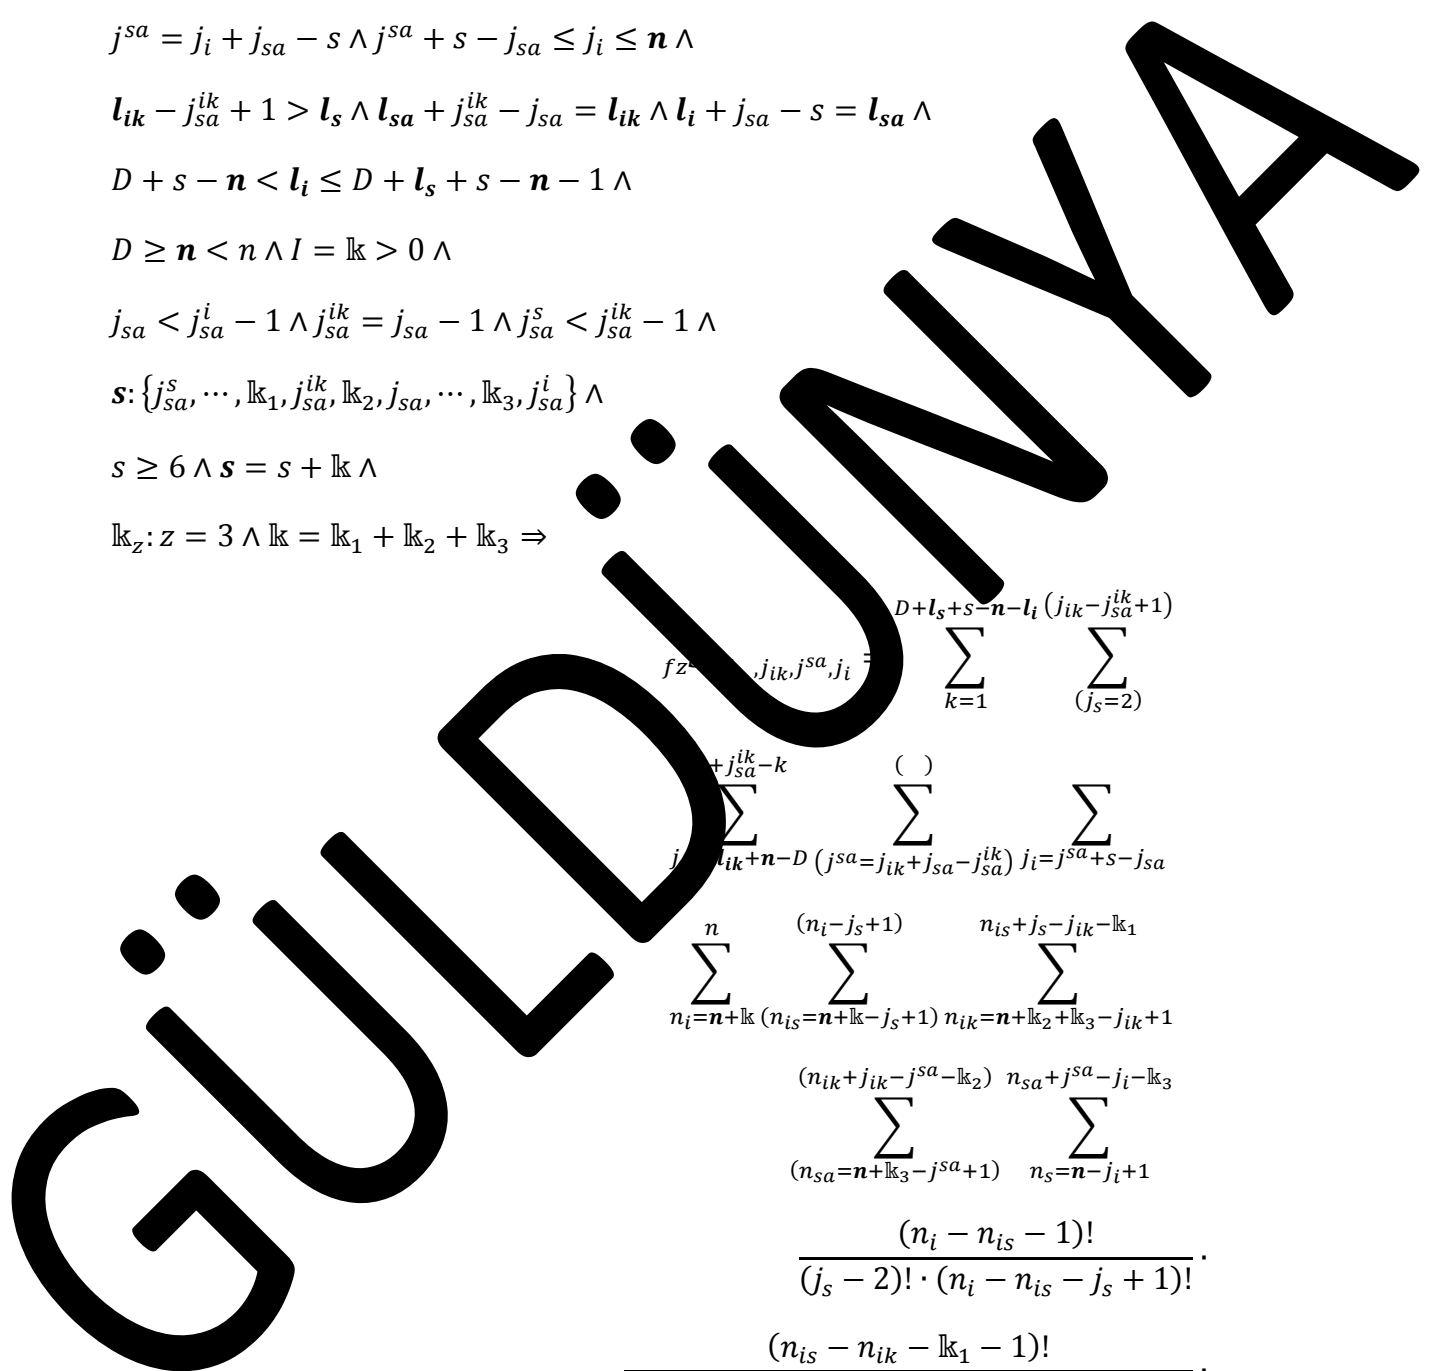 j^{sa} = j_i + j_{sa} − s ∧ j^{sa} + s − j_{sa} ≤ j_i ≤ 𝒏 ∧
𝒍_{𝒊𝒌} − j_{sa}^{ik} + 1 > 𝒍_𝒔 ∧ 𝒍_{𝒔𝒂} + j_{sa}^{ik} − j_{sa} = 𝒍_{𝒊𝒌} ∧ 𝒍_𝒊 + j_{sa} − s = 𝒍_{𝒔𝒂} ∧
D + s − 𝒏 < 𝒍_𝒊 ≤ D + 𝒍_𝒔 + s − 𝒏 − 1 ∧
D ≥ 𝒏 < n ∧ I = 𝕜 > 0 ∧
j_{sa} < j_{sa}^i − 1 ∧ j_{sa}^{ik} = j_{sa} − 1 ∧ j_{sa}^s < j_{sa}^{ik} − 1 ∧
𝒔: {j_{sa}^s, ⋯, 𝕜_1, j_{sa}^{ik}, 𝕜_2, j_{sa}, ⋯, 𝕜_3, j_{sa}^i} ∧
s ≥ 6 ∧ 𝒔 = s + 𝕜 ∧
𝕜_z: z = 3 ∧ 𝕜 = 𝕜_1 + 𝕜_2 + 𝕜_3 ⇒
,j_{ik},j^{sa},j_i = ∑_{k=1}^{D+𝒍_𝒔+s−𝒏−𝒍_𝒊} ∑_{(j_s=2)}^{(j_{ik}−j_{sa}^{ik}+1)}
∑_{𝒍_{𝒊𝒌}+𝒏−D}^{+j_{sa}^{ik}−k} ∑_{(j^{sa}=j_{ik}+j_{sa}−j_{sa}^{ik})}^{( )} ∑_{j_i=j^{sa}+s−j_{sa}}
∑_{n_i=𝒏+𝕜}^{n} ∑_{(n_{is}=𝒏+𝕜−j_s+1)}^{(n_i−j_s+1)} ∑_{n_{ik}=𝒏+𝕜_2+𝕜_3−j_{ik}+1}^{n_{is}+j_s−j_{ik}−𝕜_1}
∑_{(n_{sa}=𝒏+𝕜_3−j^{sa}+1)}^{(n_{ik}+j_{ik}−j^{sa}−𝕜_2)} ∑_{n_s=𝒏−j_i+1}^{n_{sa}+j^{sa}−j_i−𝕜_3}
(n_i − n_{is} − 1)!
(j_s − 2)! · (n_i − n_{is} − j_s + 1)! ·
(n_{is} − n_{ik} − 𝕜_1 − 1)! ·
GÜLDÜNYA